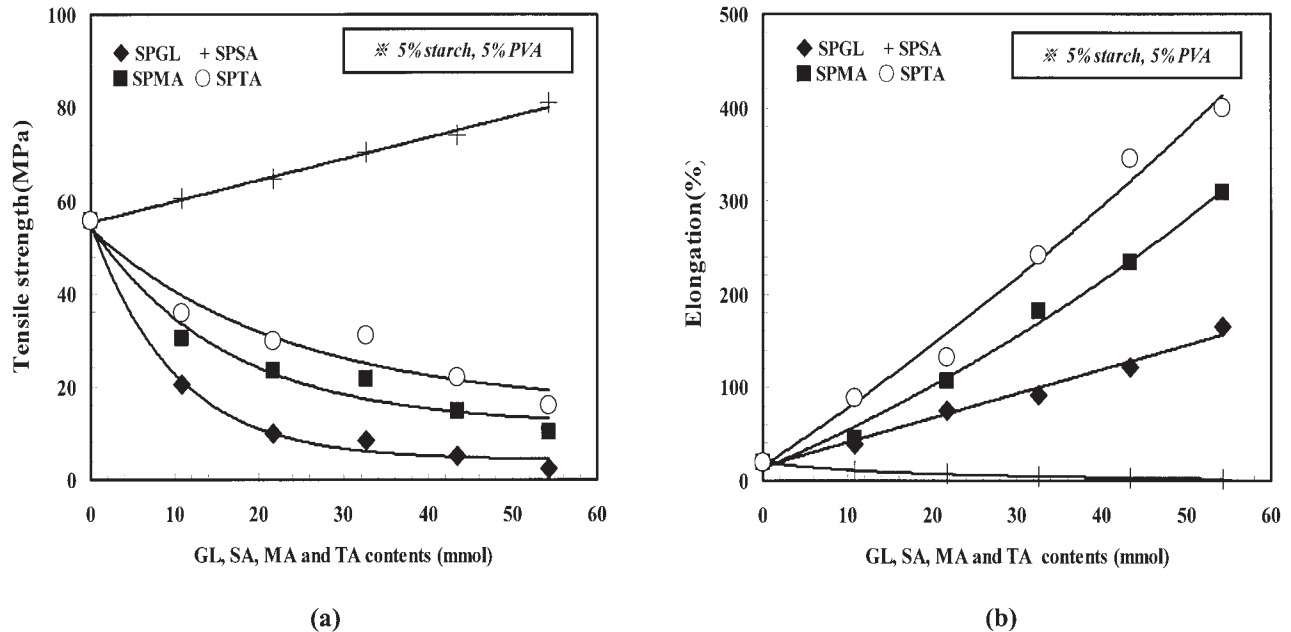 100
80
60
40
20
0
Tensile strength(MPa)
◆ SPGL + SPSA
■ SPMA ○ SPTA
※ 5% starch, 5% PVA
0 10 20 30 40 50 60
GL, SA, MA and TA contents (mmol)
(a)
500
400
300
200
100
0
Elongation(%)
◆ SPGL + SPSA
■ SPMA ○ SPTA
※ 5% starch, 5% PVA
0 10 20 30 40 50 60
GL, SA, MA and TA contents (mmol)
(b)